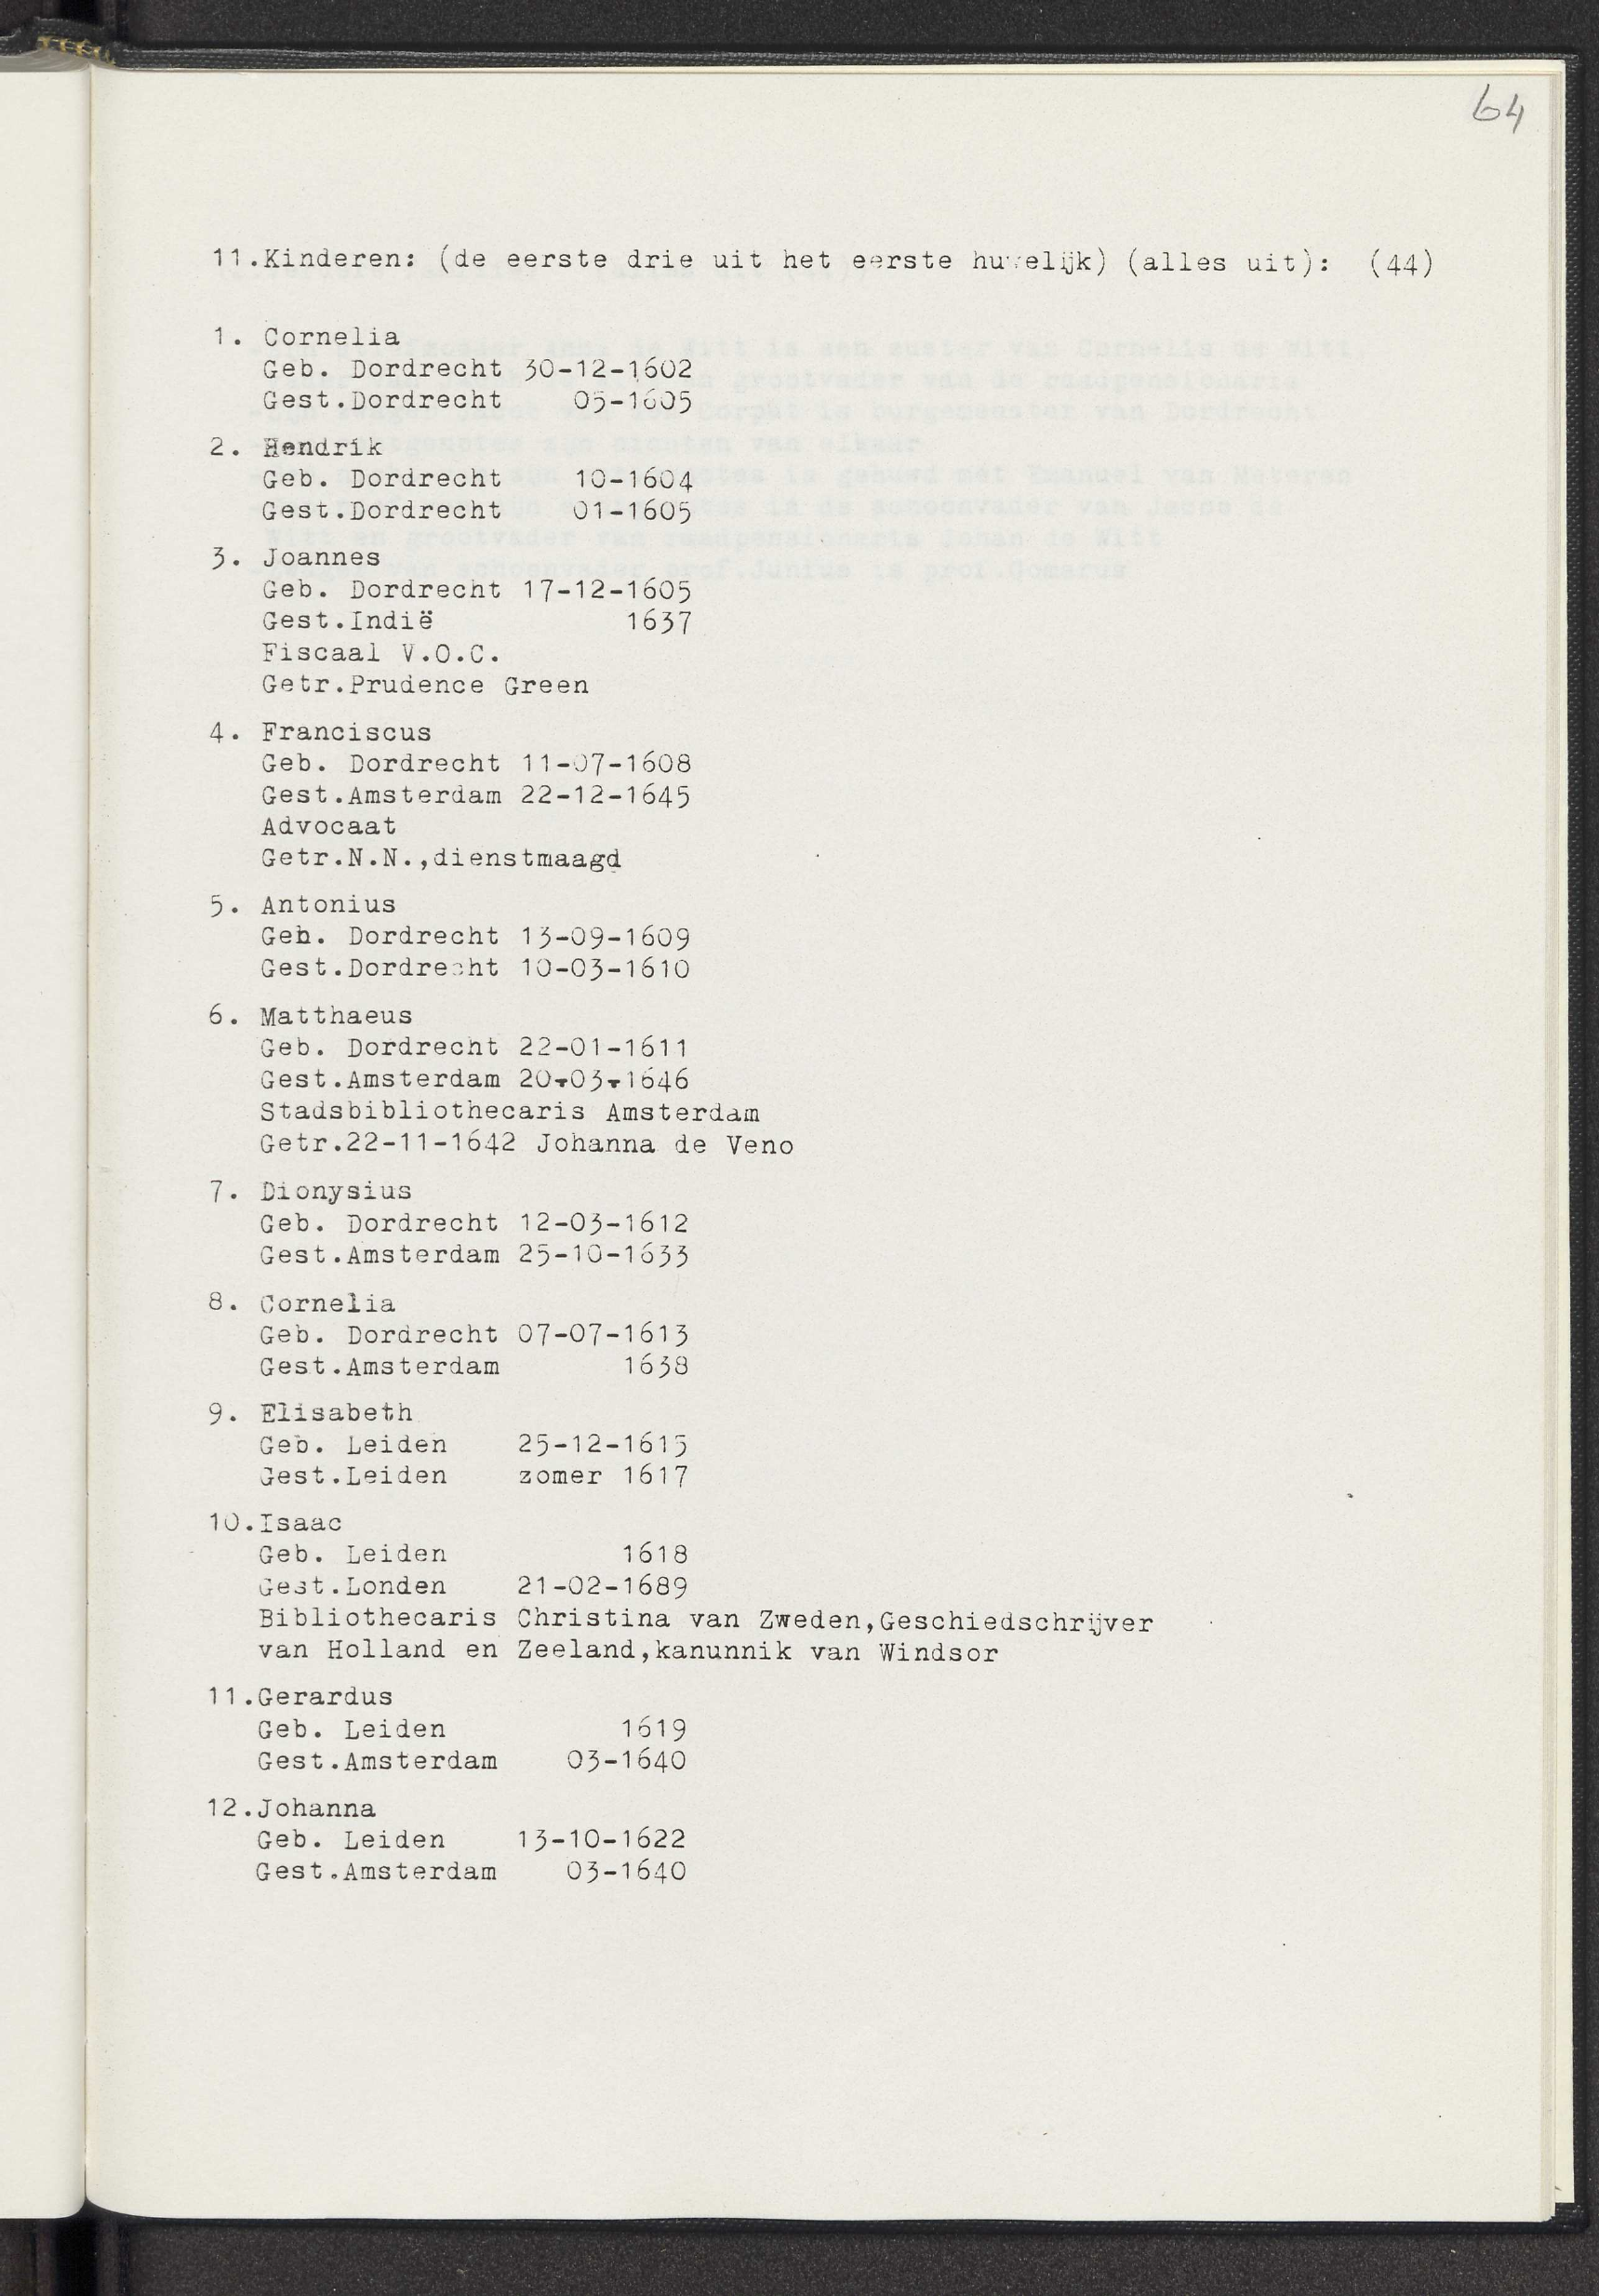 64
11.Kinderen: (de eerste drie uit het eerste huwelijk) (alles uit): (44)
1. Cornelia
Geb. Dordrecht 30-12-1602
Gest.Dordrecht 05-1605
2. Hendrik
Geb. Dordrecht 10-1604
Gest.Dordrecht 01-1605
3. Joannes
Geb. Dordrecht 17-12-1605
Gest.Indië 1637
Fiscaal V.O.C.
Getr.Prudence Green
4. Franciscus
Geb. Dordrecht 11-07-1608
Gest.Amsterdam 22-12-1645
Advocaat
Getr.N.N.,dienstmaagd
5. Antonius
Geb. Dordrecht 13-09-1609
Gest.Dordrecht 10-03-1610
6. Matthaeus
Geb. Dordrecht 22-01-1611
Gest.Amsterdam 20-03-1646
Stadsbibliothecaris Amsterdam
Getr.22-11-1642 Johanna de Veno
7. Dionysius
Geb. Dordrecht 12-03-1612
Gest.Amsterdam 25-10-1633
8. Cornelia
Geb. Dordrecht 07-07-1613
Gest.Amsterdam 1638
9. Elisabeth
Geb. Leiden 25-12-1615
Gest.Leiden zomer 1617
10.Isaac
Geb. Leiden 1618
Gest.Londen 21-02-1689
Bibliothecaris Christina van Zweden,Geschiedschrijver
van Holland en Zeeland,kanunnik van Windsor
11.Gerardus
Geb. Leiden 1619
Gest.Amsterdam 03-1640
12.Johanna
Geb. Leiden 13-10-1622
Gest.Amsterdam 03-1640